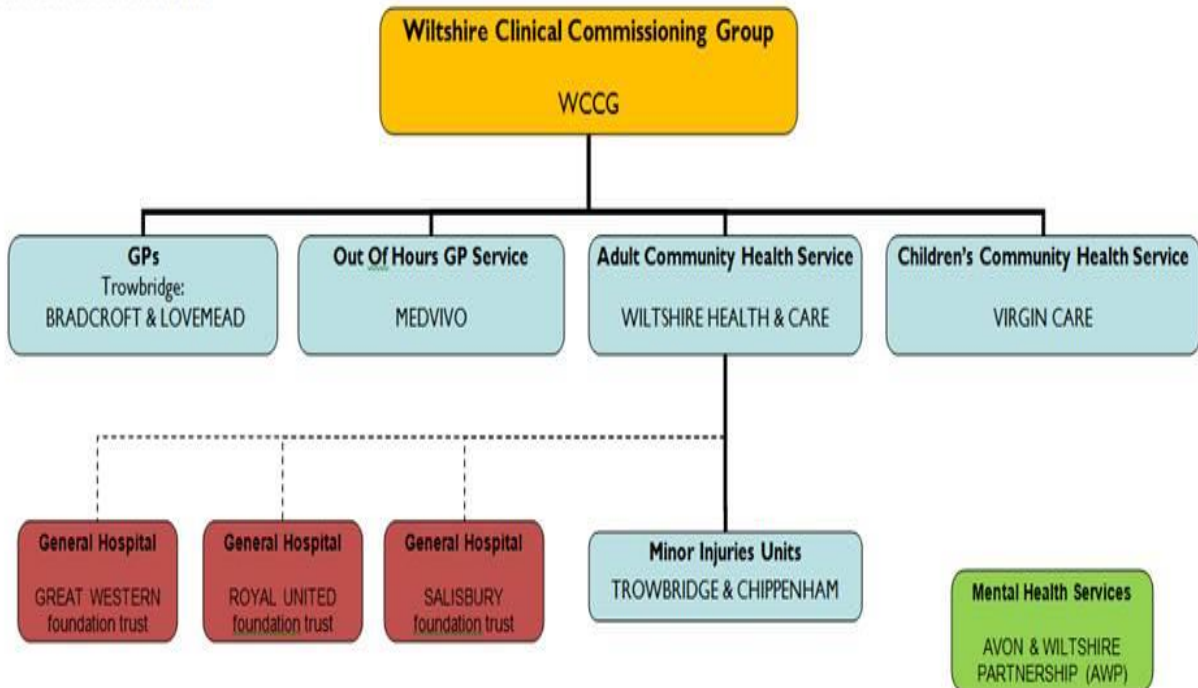 Wiltshire Clinical Commissioning Group
WCCG
GPs
Trowbridge:
BRADCROFT & LOVEMEAD
Out Of Hours GP Service
MEDVIVO
Adult Community Health Service
WILTSHIRE HEALTH & CARE
Children's Community Health Service
VIRGIN CARE
General Hospital
GREAT WESTERN
foundation trust
General Hospital
ROYAL UNITED
foundation trust
General Hospital
SALISBURY
foundation trust
Minor Injuries Units
TROWBRIDGE & CHIPPENHAM
Mental Health Services
AVON & WILTSHIRE
PARTNERSHIP (AWP)